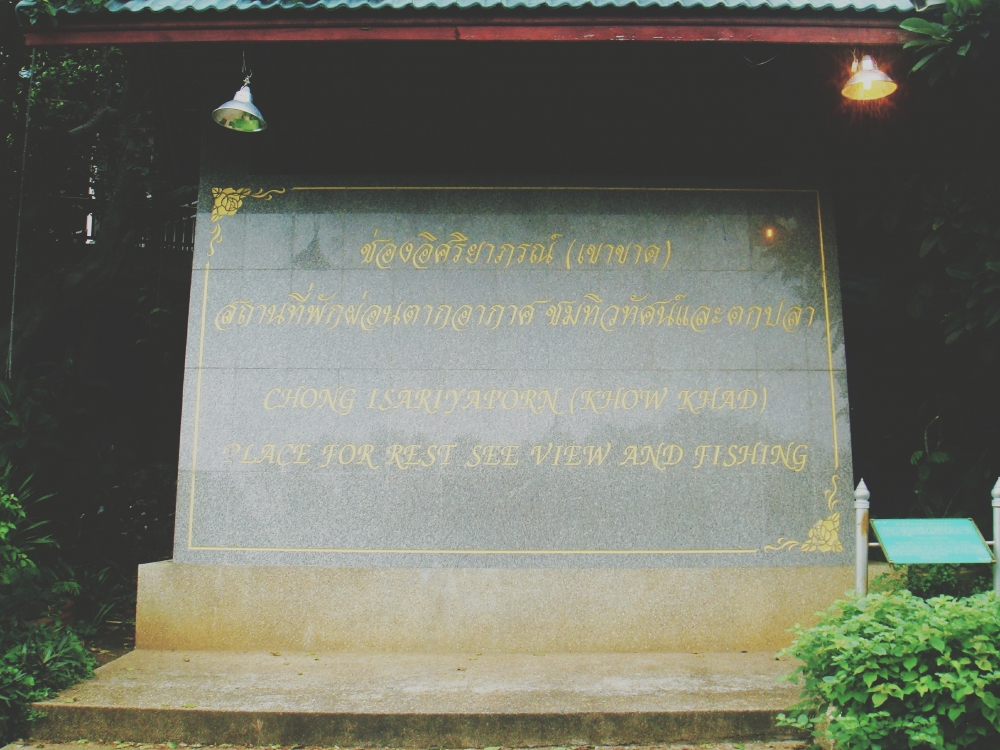 ช่องอิศริยาภรณ์ (เขาขาด)
สถานที่พักผ่อนตากอากาศ ชมทิวทัศน์และตกปลา
CHONG ISARIYAPORN (KHOW KHAD)
PLACE FOR REST SEE VIEW AND FISHING